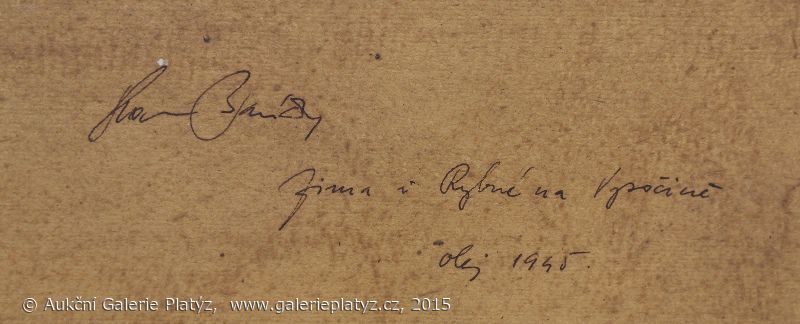 Zima v Rybné na Vysočině
olej 1945.
© Aukční Galerie Platýz, www.galerieplatyz.cz, 2015